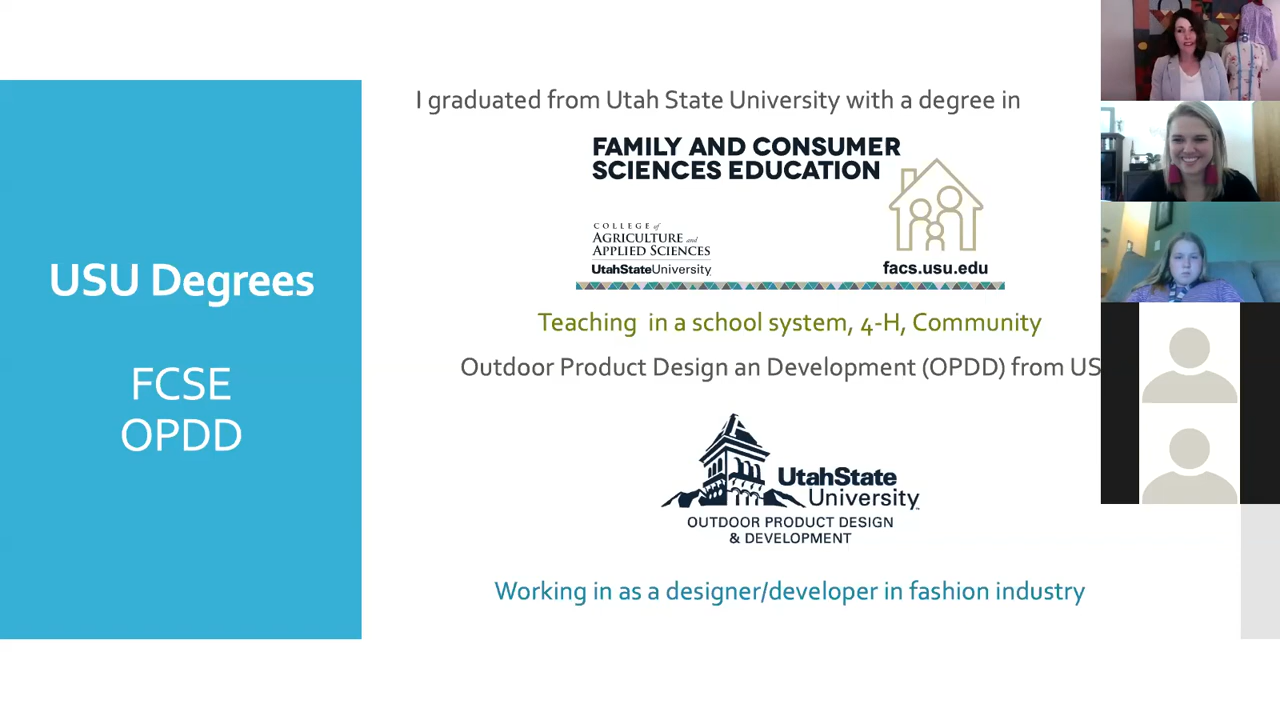 USU Degrees
FCSE
OPDD
I graduated from Utah State University with a degree in
FAMILY AND CONSUMER
SCIENCES EDUCATION
COLLEGE of
AGRICULTURE and
APPLIED SCIENCES
UtahStateUniversity
facs.usu.edu
Teaching in a school system, 4-H, Community
Outdoor Product Design an Development (OPDD) from US
UtahState
University
OUTDOOR PRODUCT DESIGN
& DEVELOPMENT
Working in as a designer/developer in fashion industry